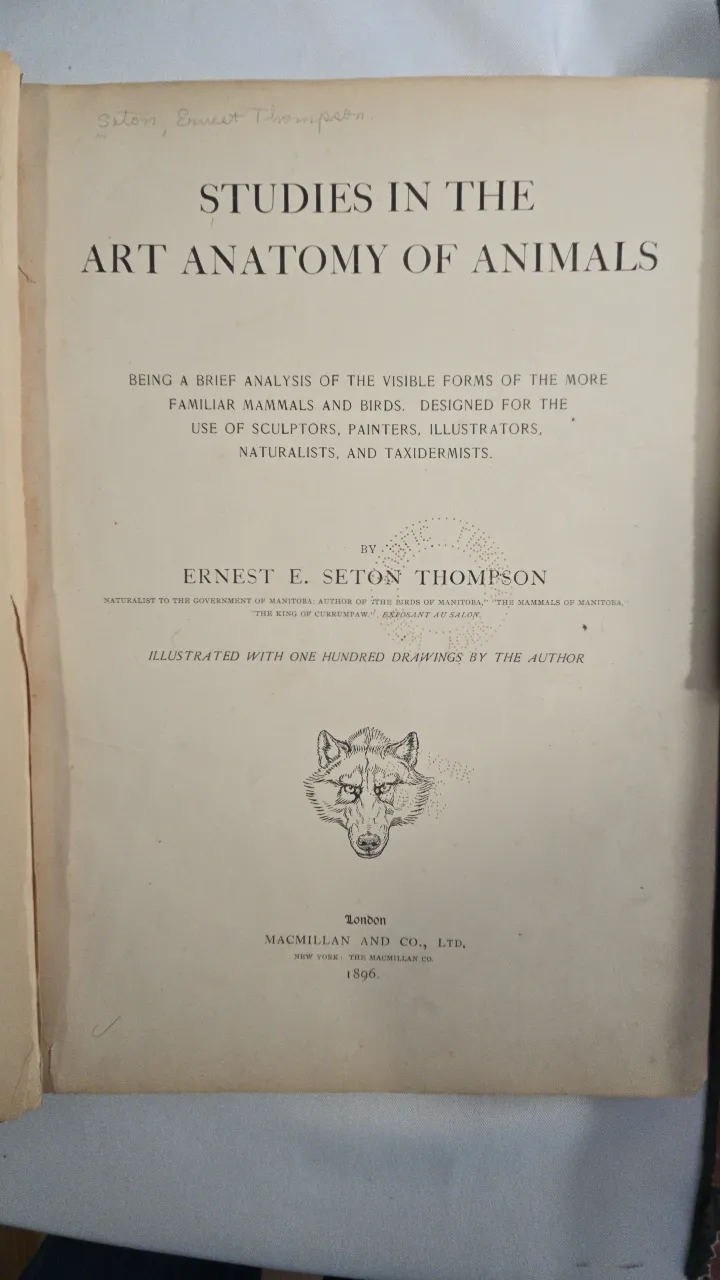 Seton, Ernest Thompson.
STUDIES IN THE
ART ANATOMY OF ANIMALS
BEING A BRIEF ANALYSIS OF THE VISIBLE FORMS OF THE MORE
FAMILIAR MAMMALS AND BIRDS. DESIGNED FOR THE
USE OF SCULPTORS, PAINTERS, ILLUSTRATORS,
NATURALISTS, AND TAXIDERMISTS.
BY
ERNEST E. SETON THOMPSON
NATURALIST TO THE GOVERNMENT OF MANITOBA: AUTHOR OF "THE BIRDS OF MANITOBA," "THE MAMMALS OF MANITOBA,
"THE KING OF CURRUMPAW." EXPOSANT AU SALON.
ILLUSTRATED WITH ONE HUNDRED DRAWINGS BY THE AUTHOR
London
MACMILLAN AND CO., LTD.
NEW YORK: THE MACMILLAN CO.
1896.